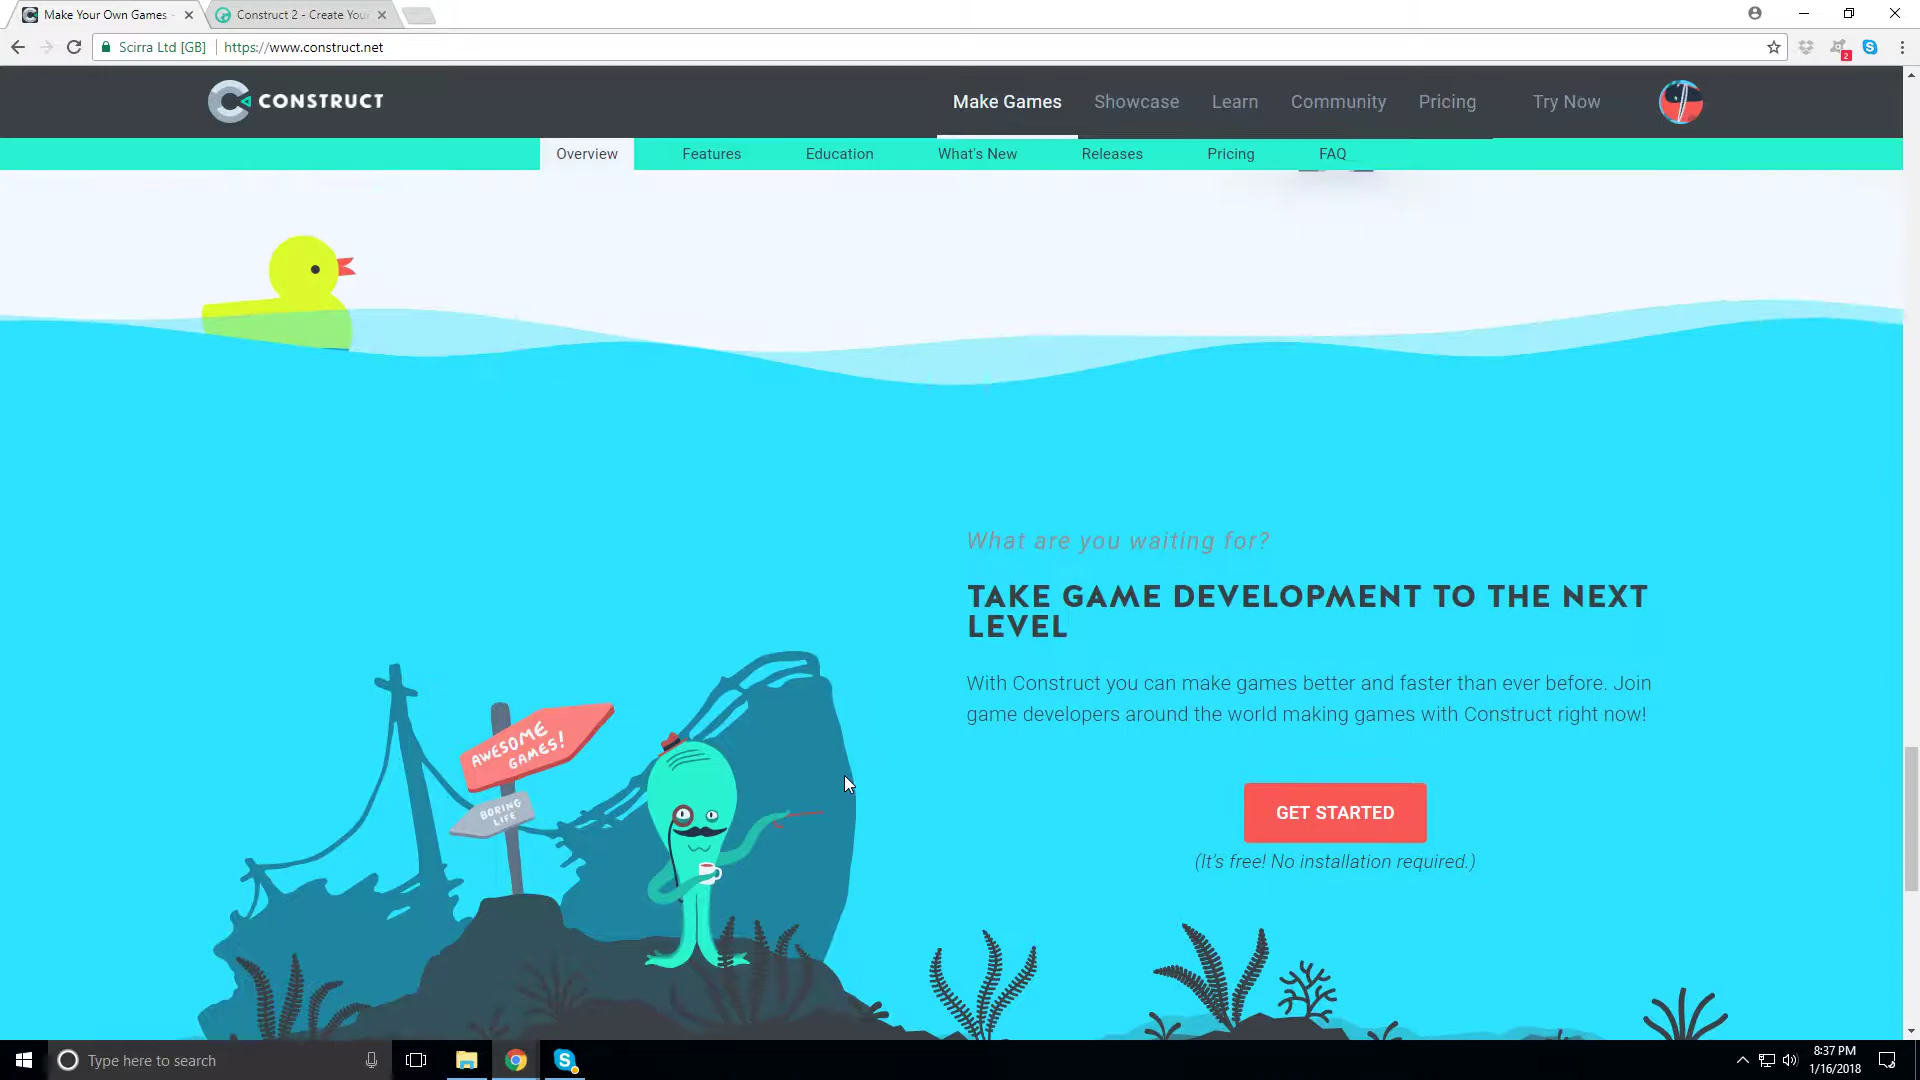 Make Your Own Games -
Construct 2 - Create Your
Scirra Ltd [GB]
https://www.construct.net
2
CONSTRUCT
Make Games
Showcase
Learn
Community
Pricing
Try Now
Overview
Features
Education
What's New
Releases
Pricing
FAQ
What are you waiting for?
TAKE GAME DEVELOPMENT TO THE NEXT
LEVEL
With Construct you can make games better and faster than ever before. Join
game developers around the world making games with Construct right now!
AWESOME
GAMES!
BORING
LIFE
GET STARTED
(It's free! No installation required.)
Type here to search
8:37 PM
1/16/2018